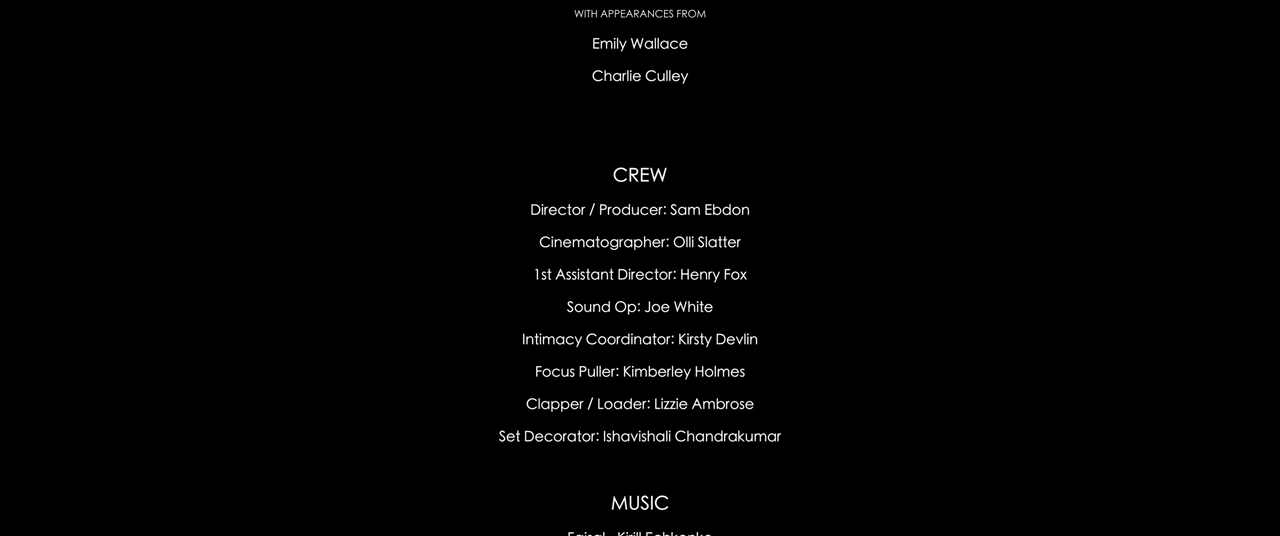 WITH APPEARANCES FROM
Emily Wallace
Charlie Culley
CREW
Director / Producer: Sam Ebdon
Cinematographer: Olli Slatter
1st Assistant Director: Henry Fox
Sound Op: Joe White
Intimacy Coordinator: Kirsty Devlin
Focus Puller: Kimberley Holmes
Clapper / Loader: Lizzie Ambrose
Set Decorator: Ishavishali Chandrakumar
MUSIC